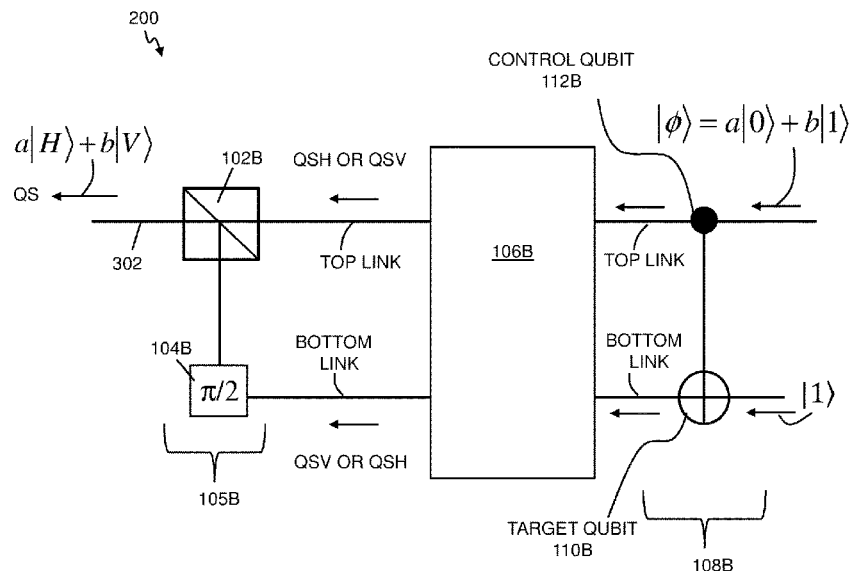 200
CONTROL QUBIT
112B
|ϕ⟩ = a|0⟩ + b|1⟩
a|H⟩ + b|V⟩
102B
QSH OR QSV
QS
302
TOP LINK
106B
TOP LINK
104B
BOTTOM
LINK
BOTTOM
LINK
π/2
|1⟩
QSV OR QSH
105B
TARGET QUBIT
110B
108B